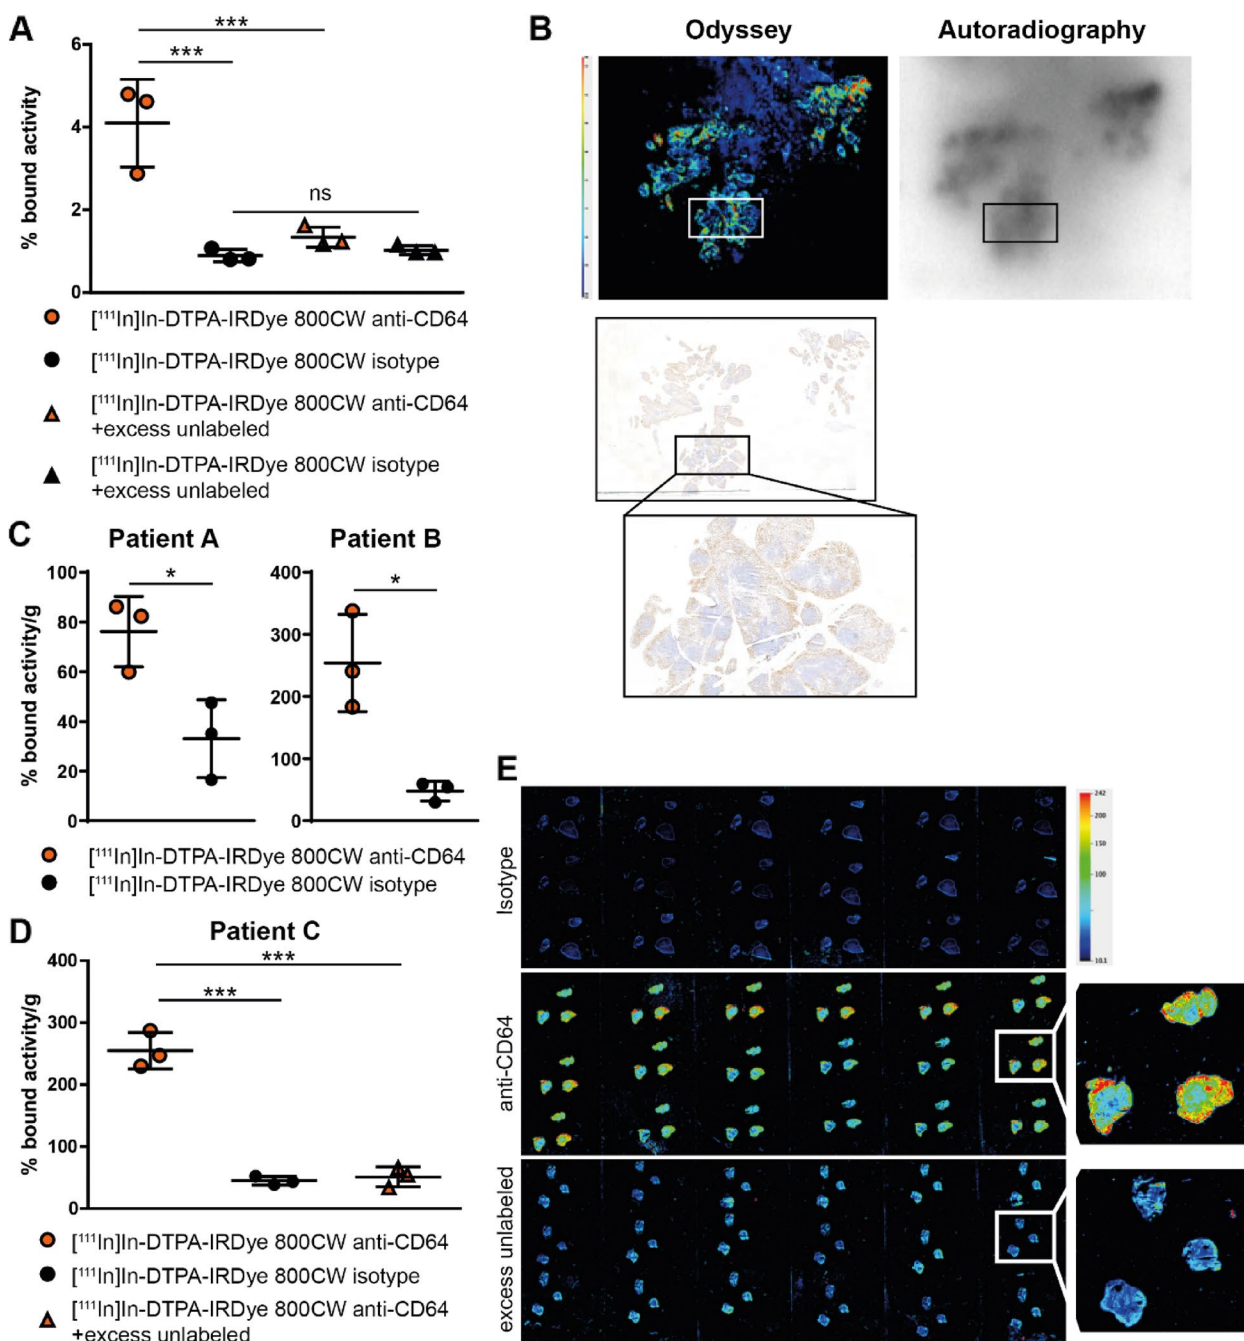 A
***
***
ns
6
4
2
0
% bound activity
[¹¹¹In]In-DTPA-IRDye 800CW anti-CD64
[¹¹¹In]In-DTPA-IRDye 800CW isotype
[¹¹¹In]In-DTPA-IRDye 800CW anti-CD64
+excess unlabeled
[¹¹¹In]In-DTPA-IRDye 800CW isotype
+excess unlabeled
B
Odyssey
Autoradiography
C
Patient A
*
100
80
60
40
20
0
% bound activity/g
Patient B
*
400
300
200
100
0
[¹¹¹In]In-DTPA-IRDye 800CW anti-CD64
[¹¹¹In]In-DTPA-IRDye 800CW isotype
D
Patient C
***
***
400
300
200
100
0
% bound activity/g
[¹¹¹In]In-DTPA-IRDye 800CW anti-CD64
[¹¹¹In]In-DTPA-IRDye 800CW isotype
[¹¹¹In]In-DTPA-IRDye 800CW anti-CD64
+excess unlabeled
E
Isotype
anti-CD64
excess unlabeled
242
200
150
100
10.1